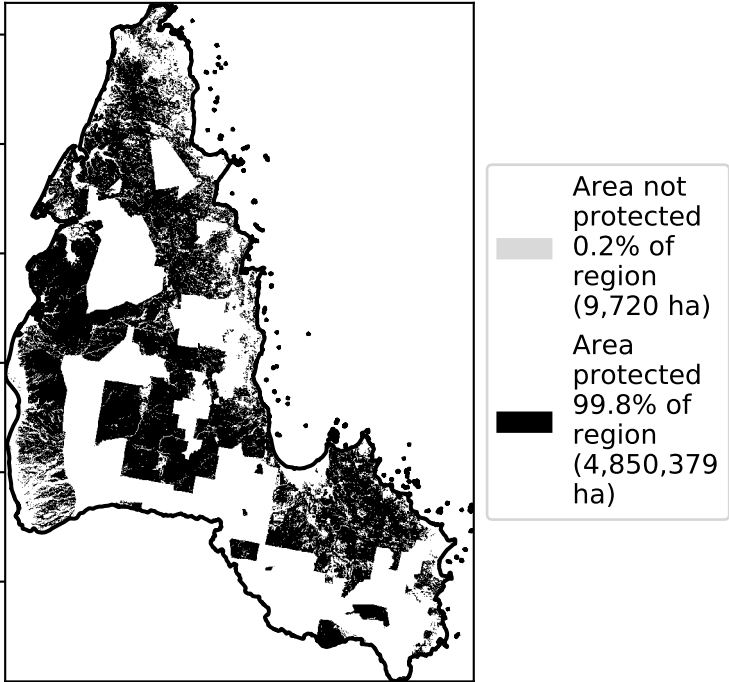 Area not
protected
0.2% of
region
(9,720 ha)
Area
protected
99.8% of
region
(4,850,379
ha)